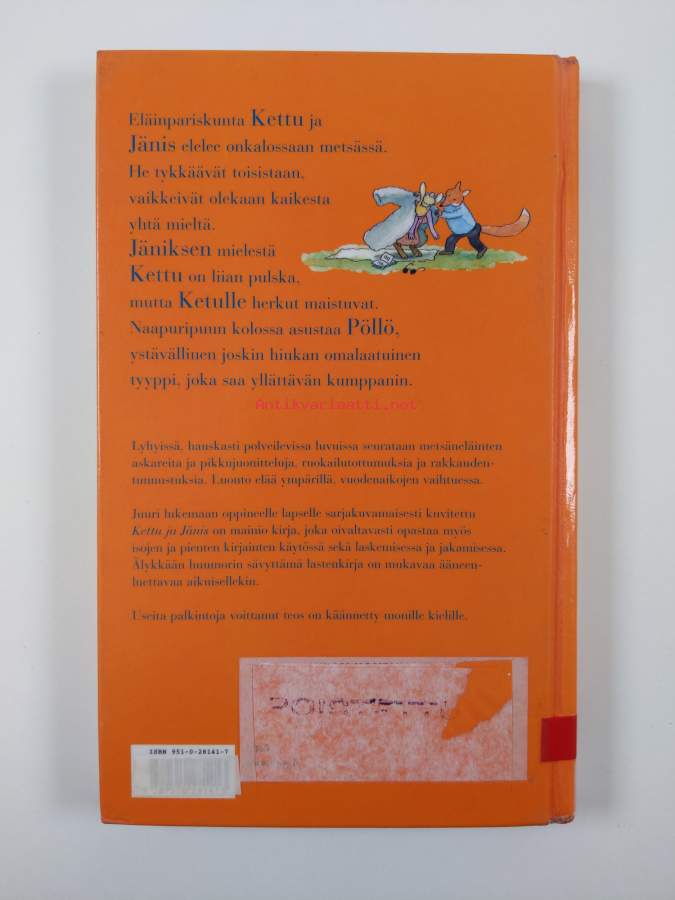 Eläinpariskunta Kettu ja
Jänis elelee onkalossaan metsässä.
He tykkäävät toisistaan,
vaikkeivät olekaan kaikesta
yhtä mieltä.
Jäniksen mielestä
Kettu on liian pulska,
mutta Ketulle herkut maistuvat.
Naapuripuun kolossa asustaa Pöllö,
ystävällinen joskin hiukan omalaatuinen
tyyppi, joka saa yllättävän kumppanin.
Antikvariaatti.net
Lyhyissä, hauskasti polveilevissa luvuissa seurataan metsäneläinten
askareita ja pikkujuonitteluja, ruokailutottumuksia ja rakkauden-
tunnustuksia. Luonto elää ympärillä, vuodenaikojen vaihtuessa.
Juuri lukemaan oppineelle lapselle sarjakuvamaisesti kuvitettu
Kettu ja Jänis on mainio kirja, joka oivaltavasti opastaa myös
isojen ja pienten kirjainten käytössä sekä laskemisessa ja jakamisessa.
Älykkään huumorin sävyttämä lastenkirja on mukavaa ääneen-
luettavaa aikuisellekin.
Useita palkintoja voittanut teos on käännetty monille kielille.
POISTETTU
ISBN 951-0-28141-7